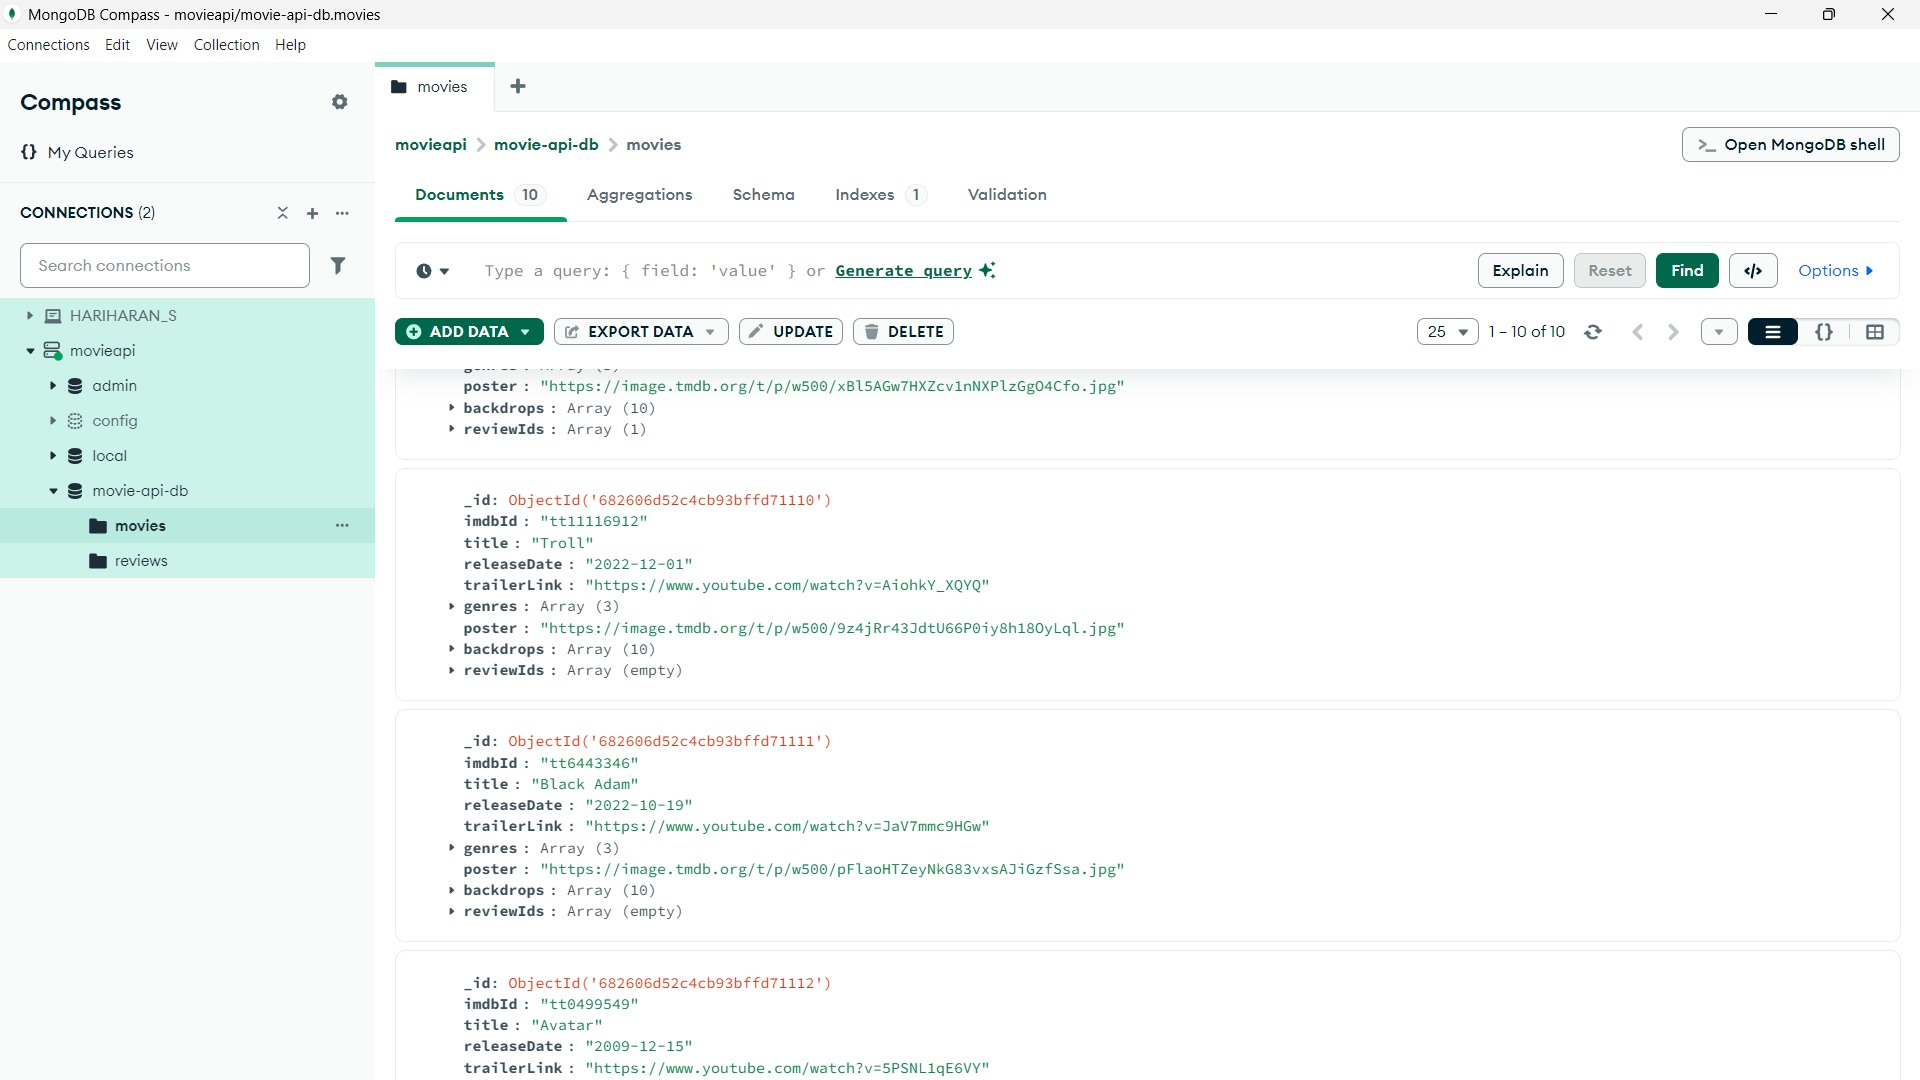 MongoDB Compass - movieapi/movie-api-db.movies
Connections Edit View Collection Help
Compass
My Queries
CONNECTIONS (2)
Search connections
HARIHARAN_S
movieapi
admin
config
local
movie-api-db
movies
reviews
movies
movieapi > movie-api-db > movies
>_ Open MongoDB shell
Documents 10 Aggregations Schema Indexes 1 Validation
Type a query: { field: 'value' } or Generate query
Explain Reset Find </> Options
ADD DATA EXPORT DATA UPDATE DELETE
25 1 – 10 of 10 {}
poster : "https://image.tmdb.org/t/p/w500/xBl5AGw7HXZcv1nNXPlzGgO4Cfo.jpg"
backdrops : Array (10)
reviewIds : Array (1)
_id: ObjectId('682606d52c4cb93bffd71110')
imdbId : "tt11116912"
title : "Troll"
releaseDate : "2022-12-01"
trailerLink : "https://www.youtube.com/watch?v=AiohkY_XQYQ"
genres : Array (3)
poster : "https://image.tmdb.org/t/p/w500/9z4jRr43JdtU66P0iy8h18OyLql.jpg"
backdrops : Array (10)
reviewIds : Array (empty)
_id: ObjectId('682606d52c4cb93bffd71111')
imdbId : "tt6443346"
title : "Black Adam"
releaseDate : "2022-10-19"
trailerLink : "https://www.youtube.com/watch?v=JaV7mmc9HGw"
genres : Array (3)
poster : "https://image.tmdb.org/t/p/w500/pFlaoHTZeyNkG83vxsAJiGzfSsa.jpg"
backdrops : Array (10)
reviewIds : Array (empty)
_id: ObjectId('682606d52c4cb93bffd71112')
imdbId : "tt0499549"
title : "Avatar"
releaseDate : "2009-12-15"
trailerLink : "https://www.youtube.com/watch?v=5PSNL1qE6VY"